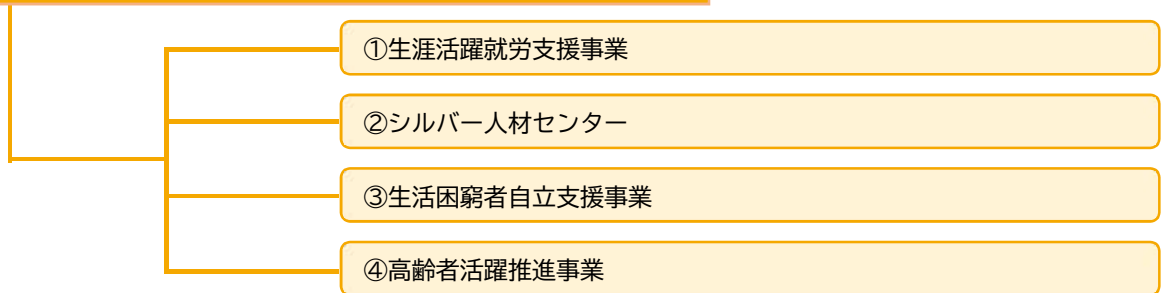 ①生涯活躍就労支援事業
②シルバー人材センター
③生活困窮者自立支援事業
④高齢者活躍推進事業